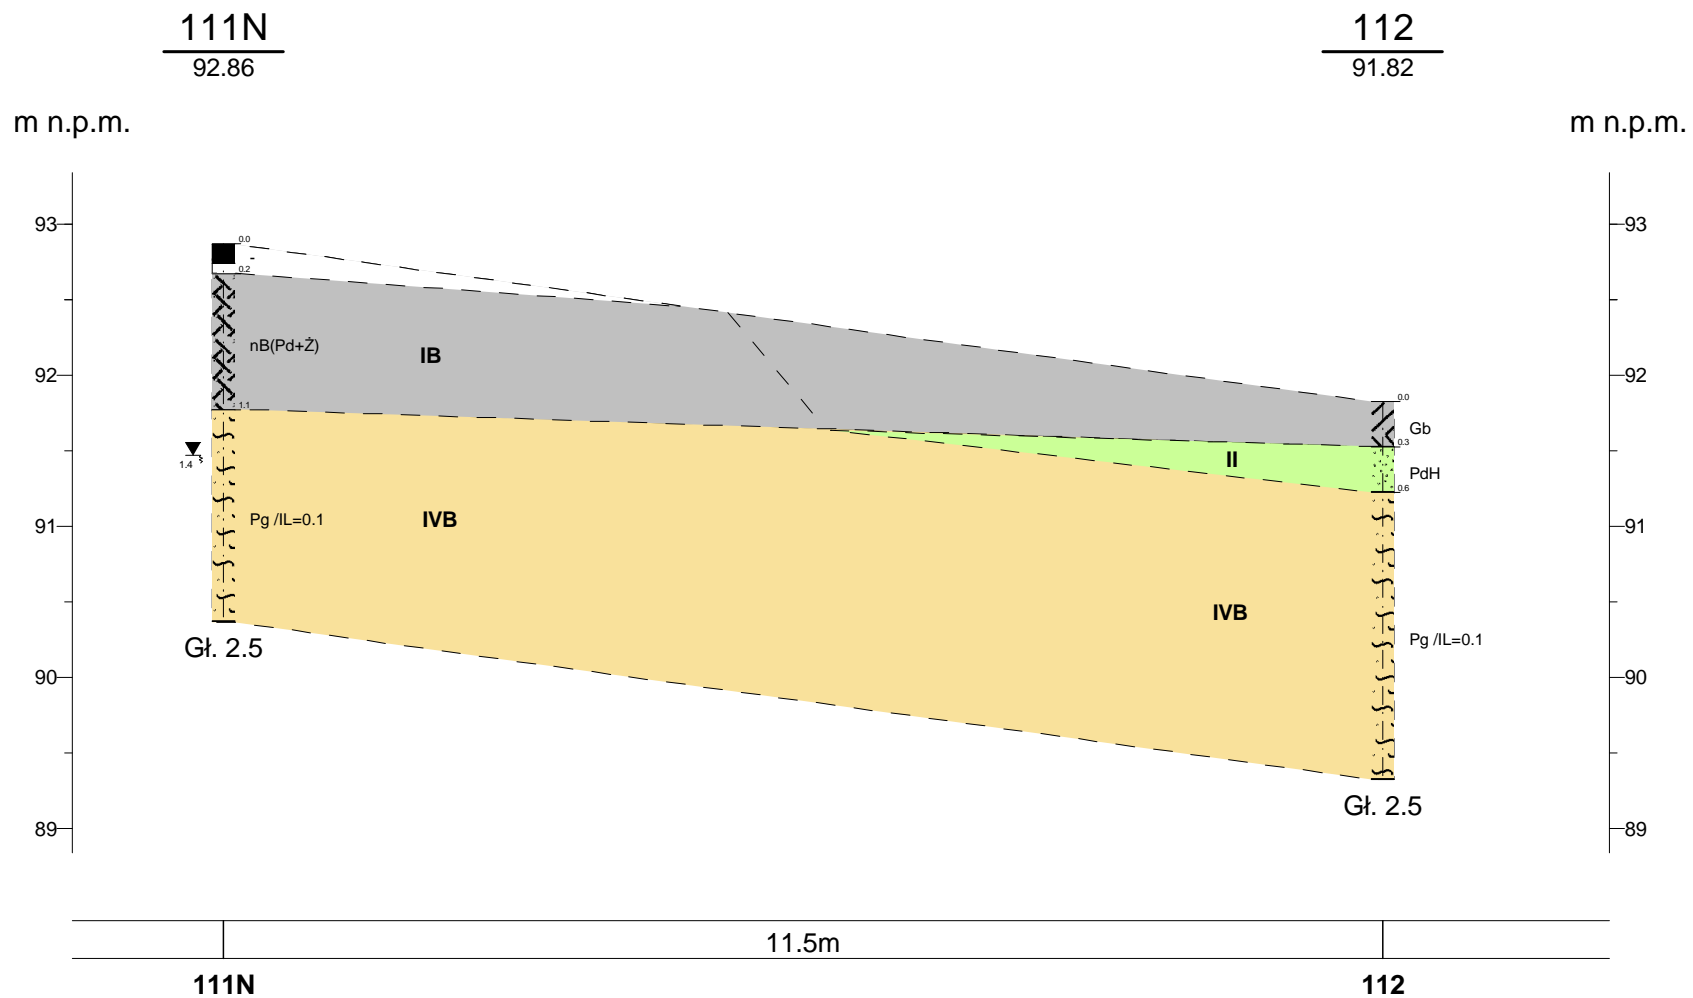 111N 112
92.86 91.82
m n.p.m. m n.p.m.
93 93
0.0
-
0.2
nB(Pd+Ż) IB
92 92
0.0
1.1
Gb
0.3
1.4
II
PdH
0.6
Pg /IL=0.1 IVB
91 91
IVB
Pg /IL=0.1
Gł. 2.5
90 90
Gł. 2.5
89 89
11.5m
111N 112